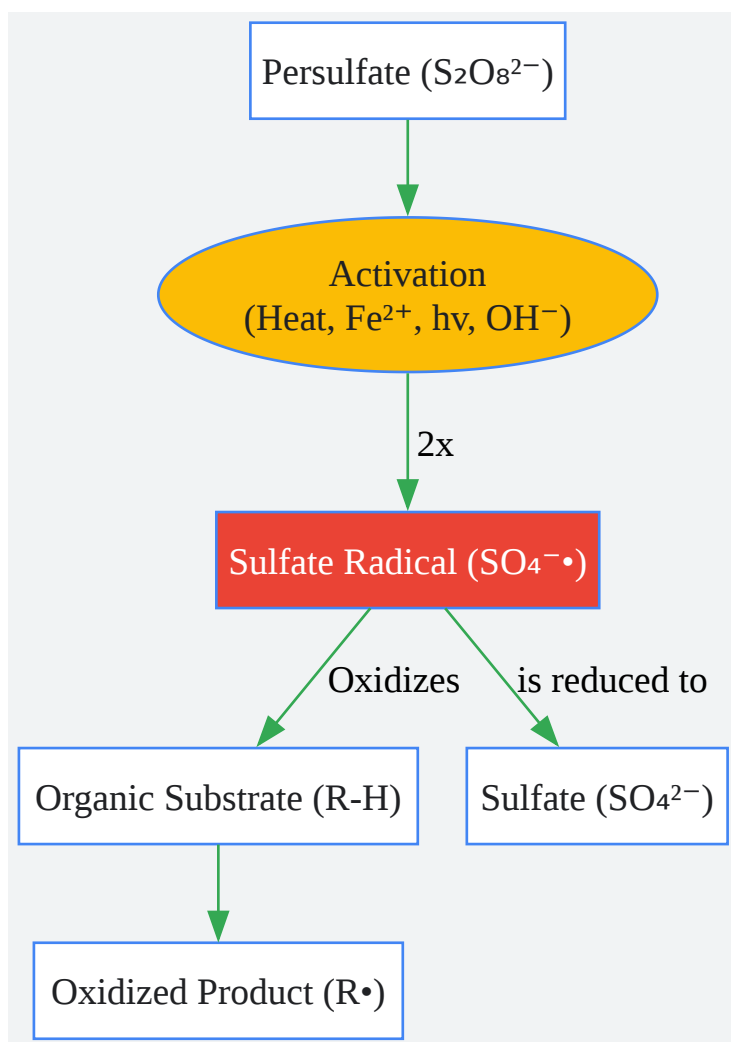 Persulfate (S₂O₈²⁻)
Activation
(Heat, Fe²⁺, hν, OH⁻)
2x
Sulfate Radical (SO₄⁻•)
Oxidizes
is reduced to
Organic Substrate (R-H)
Sulfate (SO₄²⁻)
Oxidized Product (R•)